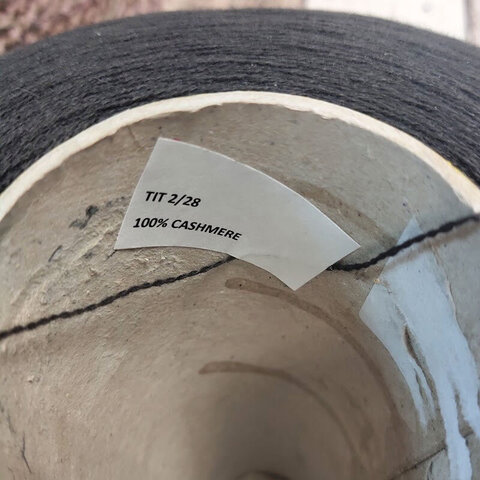 TIT 2/28
100% CASHMERE